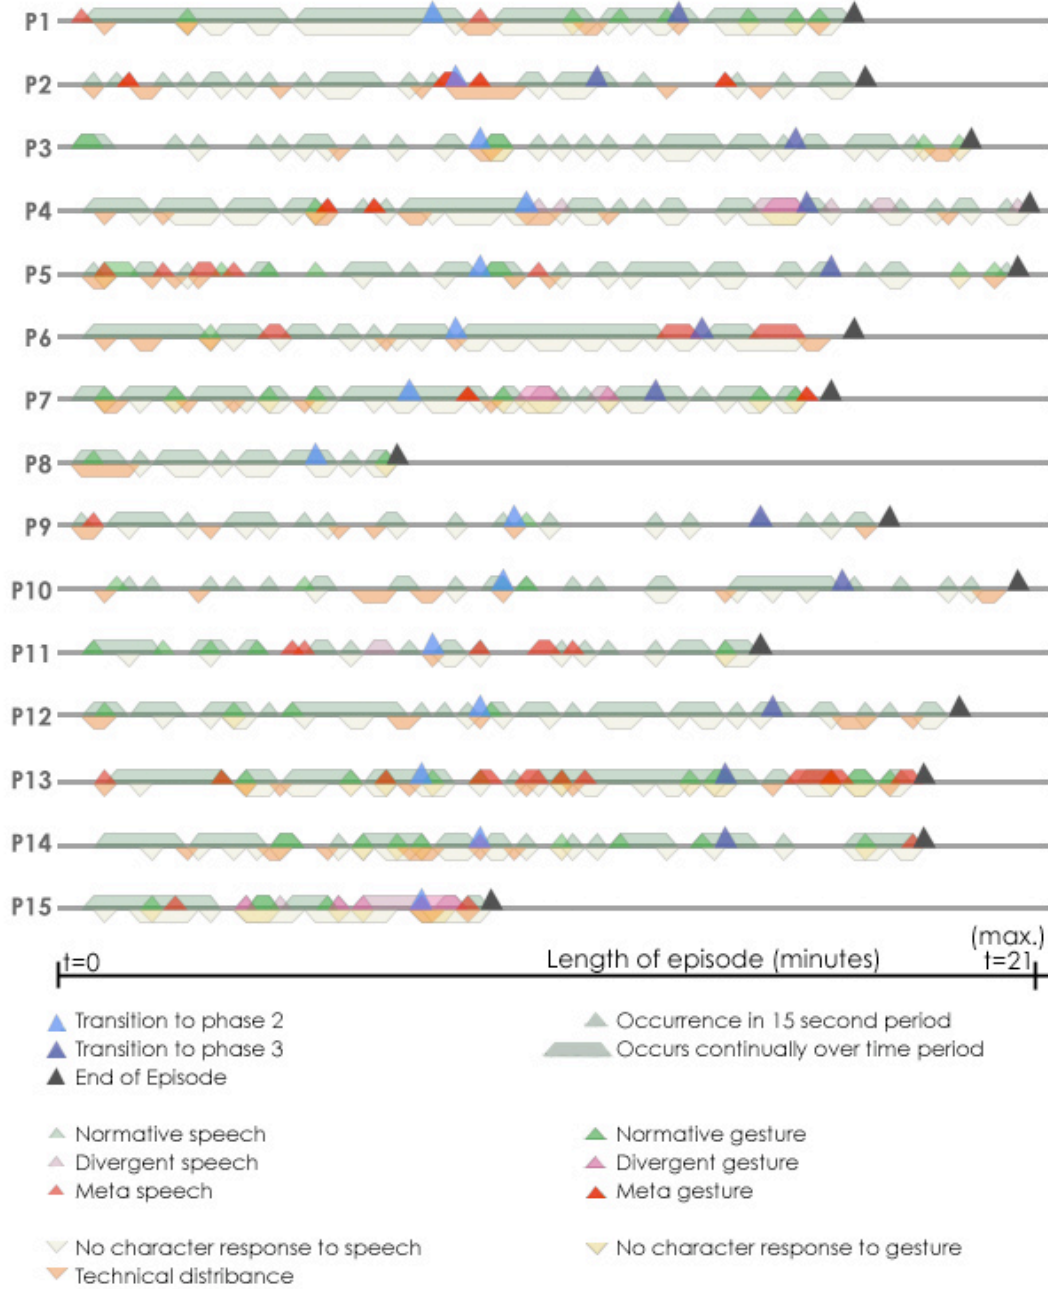 P1
P2
P3
P4
P5
P6
P7
P8
P9
P10
P11
P12
P13
P14
P15
(max.)
t=0 Length of episode (minutes) t=21
Transition to phase 2 Occurrence in 15 second period
Transition to phase 3 Occurs continually over time period
End of Episode
Normative speech Normative gesture
Divergent speech Divergent gesture
Meta speech Meta gesture
No character response to speech No character response to gesture
Technical distribance